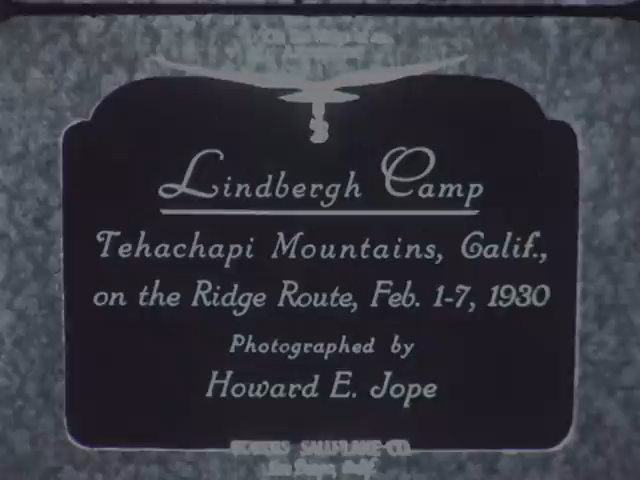 Lindbergh Camp
Tehachapi Mountains, Calif.,
on the Ridge Route, Feb. 1-7, 1930
Photographed by
Howard E. Jope